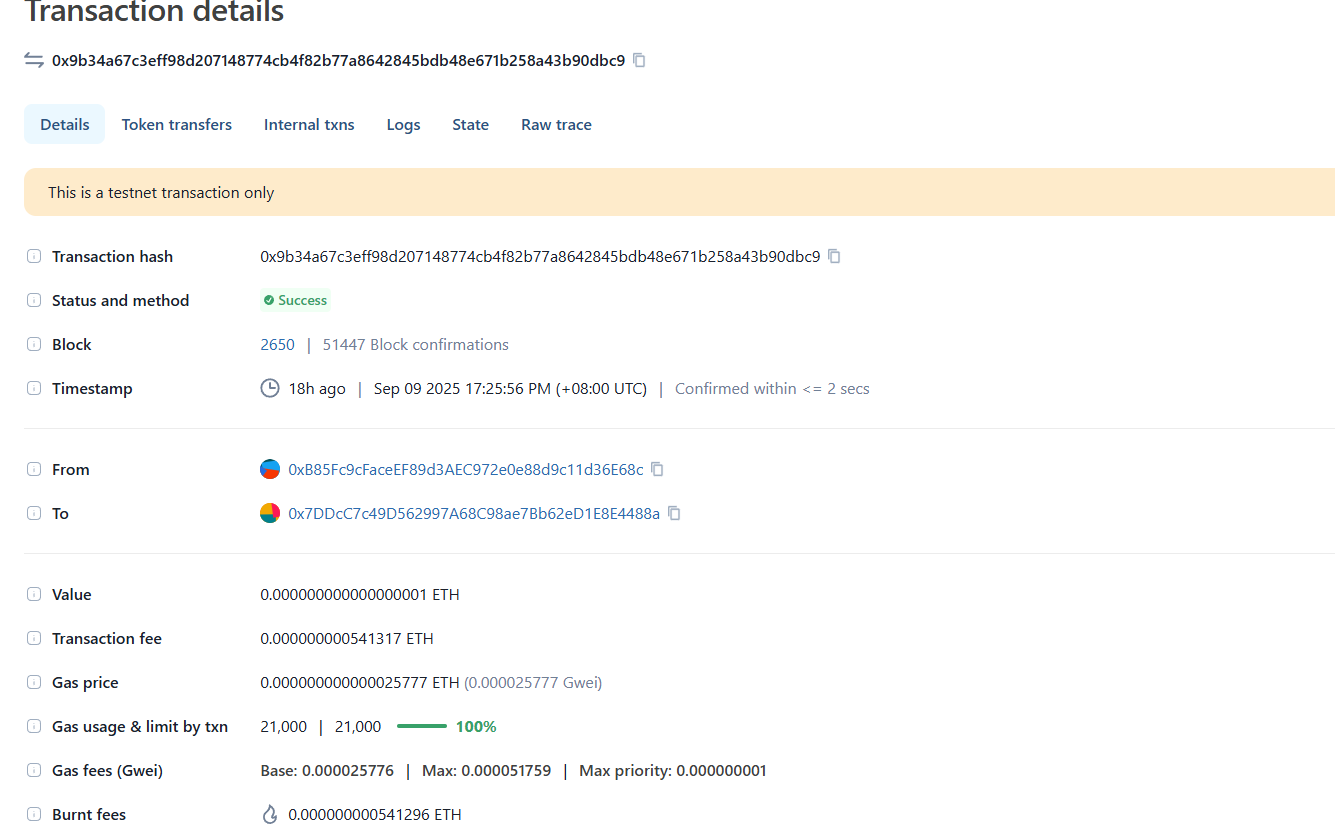 Transaction details
0x9b34a67c3eff98d207148774cb4f82b77a8642845bdb48e671b258a43b90dbc9
Details Token transfers Internal txns Logs State Raw trace
This is a testnet transaction only
Transaction hash 0x9b34a67c3eff98d207148774cb4f82b77a8642845bdb48e671b258a43b90dbc9
Status and method Success
Block 2650 | 51447 Block confirmations
Timestamp 18h ago | Sep 09 2025 17:25:56 PM (+08:00 UTC) | Confirmed within <= 2 secs
From 0xB85Fc9cFaceEF89d3AEC972e0e88d9c11d36E68c
To 0x7DDcC7c49D562997A68C98ae7Bb62eD1E8E4488a
Value 0.000000000000000001 ETH
Transaction fee 0.000000000541317 ETH
Gas price 0.000000000000025777 ETH (0.000025777 Gwei)
Gas usage & limit by txn 21,000 | 21,000 100%
Gas fees (Gwei) Base: 0.000025776 | Max: 0.000051759 | Max priority: 0.000000001
Burnt fees 0.000000000541296 ETH